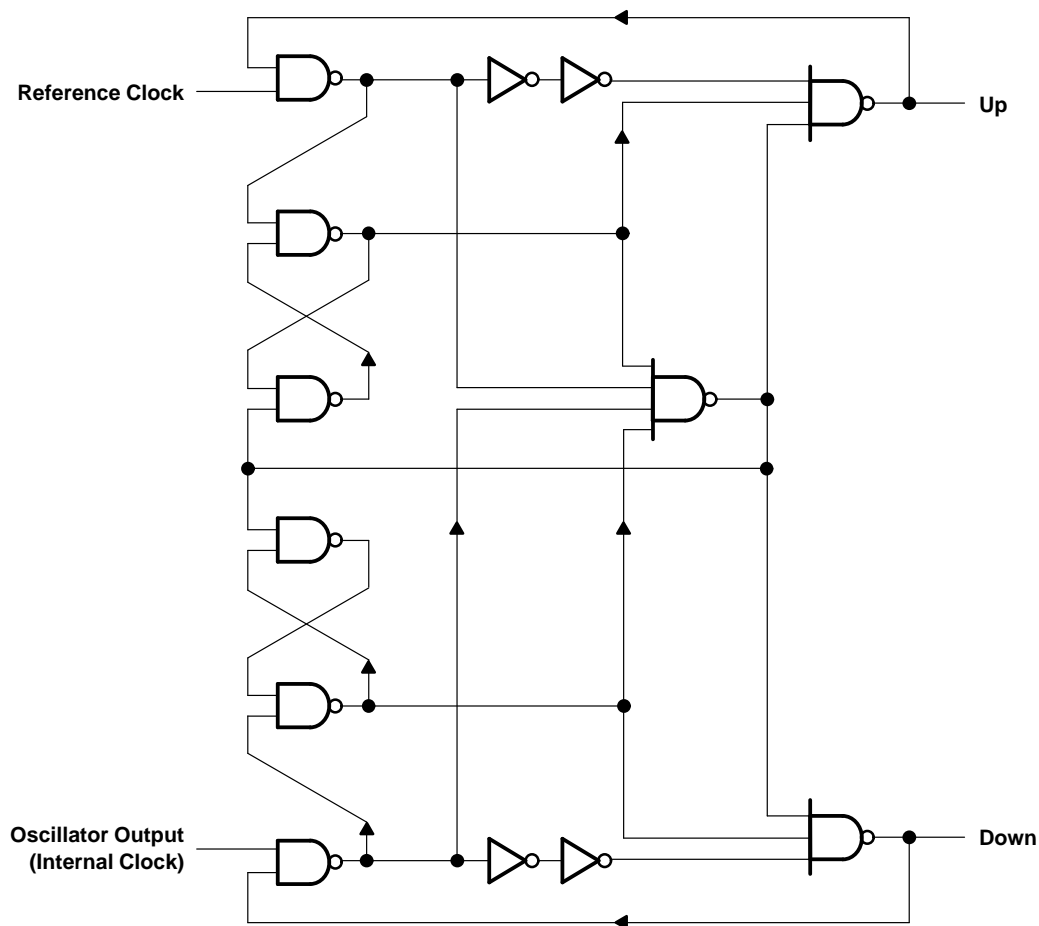 Reference Clock
Up
Oscillator Output
(Internal Clock)
Down